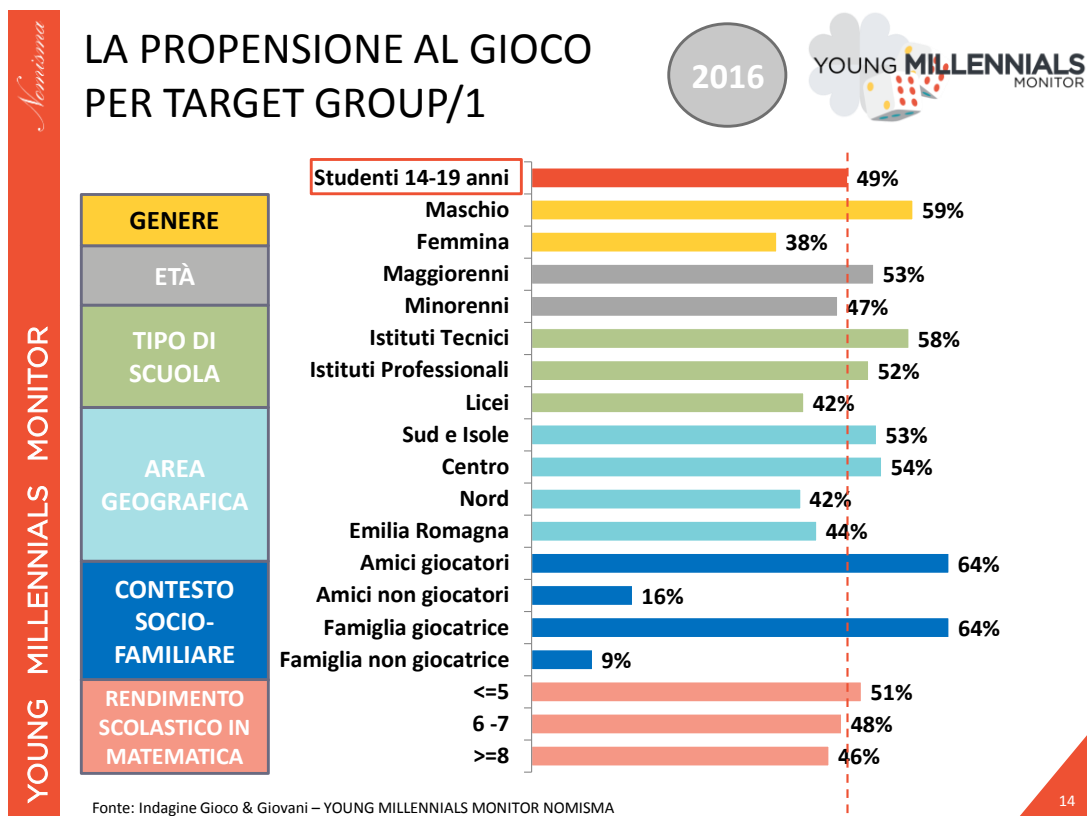 Nomisma
YOUNG MILLENNIALS MONITOR
LA PROPENSIONE AL GIOCO
PER TARGET GROUP/1
2016
YOUNG MILLENNIALS
MONITOR
GENERE
ETÀ
TIPO DI
SCUOLA
AREA
GEOGRAFICA
CONTESTO
SOCIO-
FAMILIARE
RENDIMENTO
SCOLASTICO IN
MATEMATICA
Studenti 14-19 anni 49%
Maschio 59%
Femmina 38%
Maggiorenni 53%
Minorenni 47%
Istituti Tecnici 58%
Istituti Professionali 52%
Licei 42%
Sud e Isole 53%
Centro 54%
Nord 42%
Emilia Romagna 44%
Amici giocatori 64%
Amici non giocatori 16%
Famiglia giocatrice 64%
Famiglia non giocatrice 9%
<=5 51%
6 -7 48%
>=8 46%
Fonte: Indagine Gioco & Giovani – YOUNG MILLENNIALS MONITOR NOMISMA
14